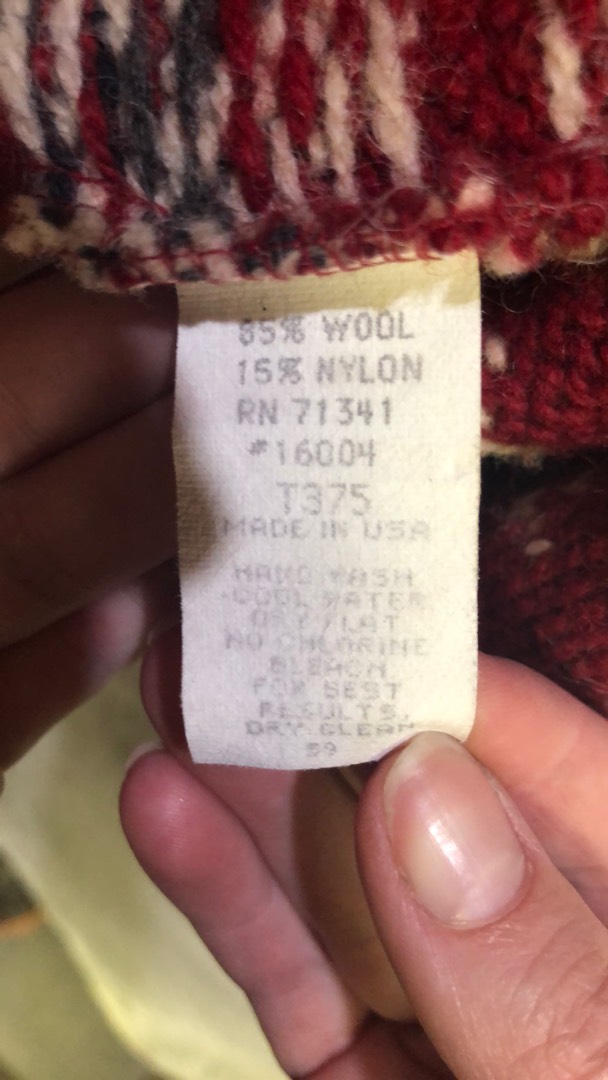 85% WOOL
15% NYLON
RN 71341
#16004
T375
MADE IN USA
HAND WASH
COOL WATER
DRY FLAT
NO CHLORINE
BLEACH
FOR BEST
RESULTS,
DRY CLEAN
59